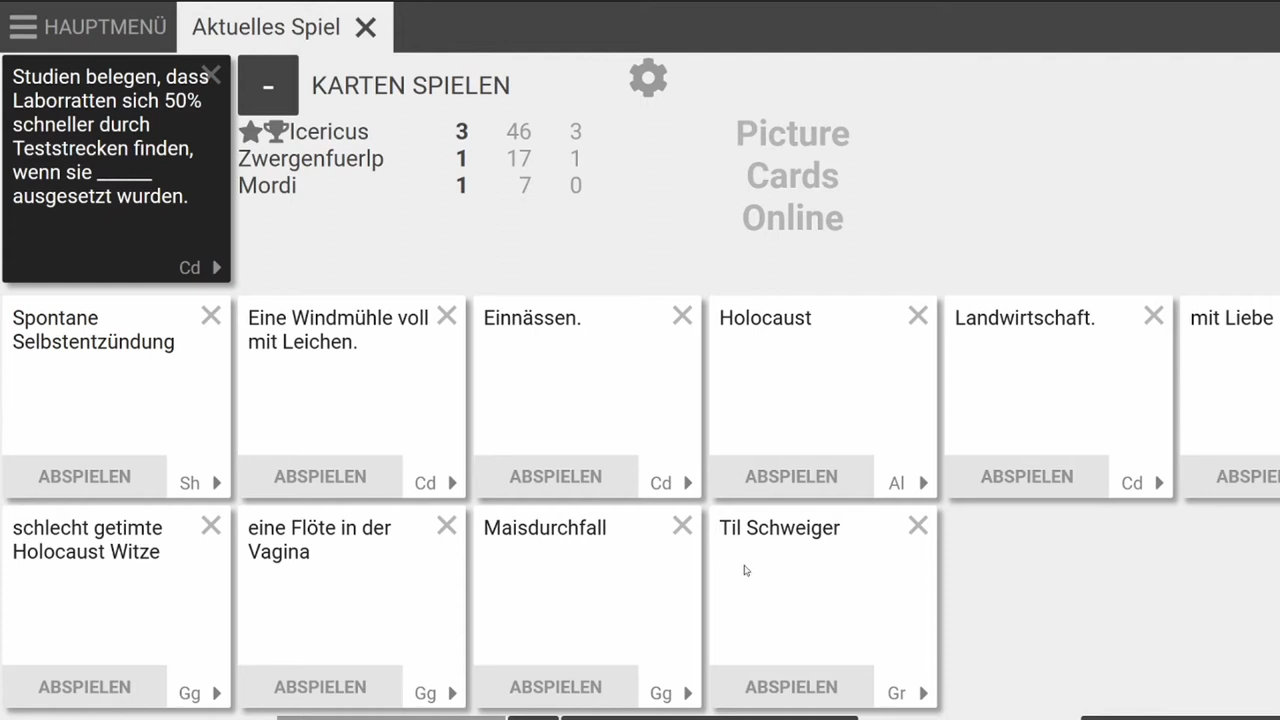 HAUPTMENÜ
Aktuelles Spiel
Studien belegen, dass
Laborratten sich 50%
schneller durch
Teststrecken finden,
wenn sie _____
ausgesetzt wurden.
Cd
-
KARTEN SPIELEN
Icericus 3 46 3
Zwergenfuerlp 1 17 1
Mordi 1 7 0
Picture
Cards
Online
Spontane
Selbstentzündung
ABSPIELEN
Sh
Eine Windmühle voll
mit Leichen.
ABSPIELEN
Cd
Einnässen.
ABSPIELEN
Cd
Holocaust
ABSPIELEN
Al
Landwirtschaft.
ABSPIELEN
Cd
mit Liebe
ABSPIELE
schlecht getimte
Holocaust Witze
ABSPIELEN
Gg
eine Flöte in der
Vagina
ABSPIELEN
Gg
Maisdurchfall
ABSPIELEN
Gg
Til Schweiger
ABSPIELEN
Gr